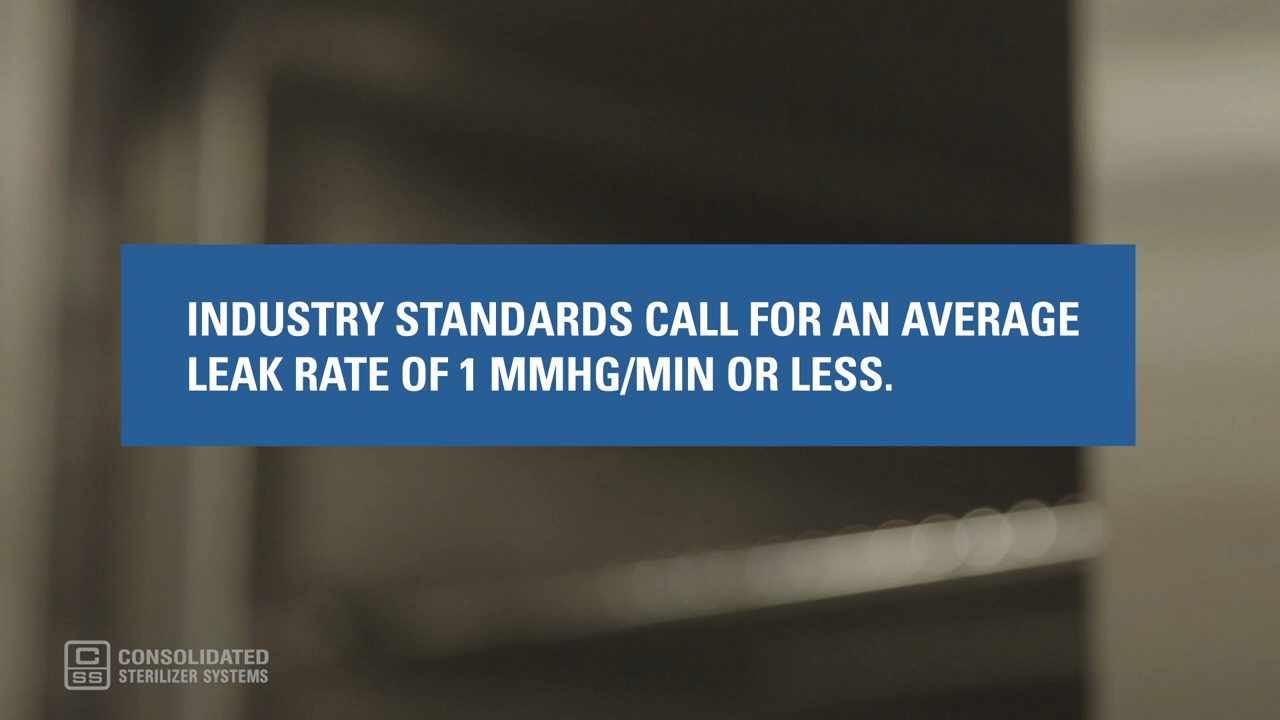 INDUSTRY STANDARDS CALL FOR AN AVERAGE
LEAK RATE OF 1 MMHG/MIN OR LESS.
C
SS
CONSOLIDATED
STERILIZER SYSTEMS